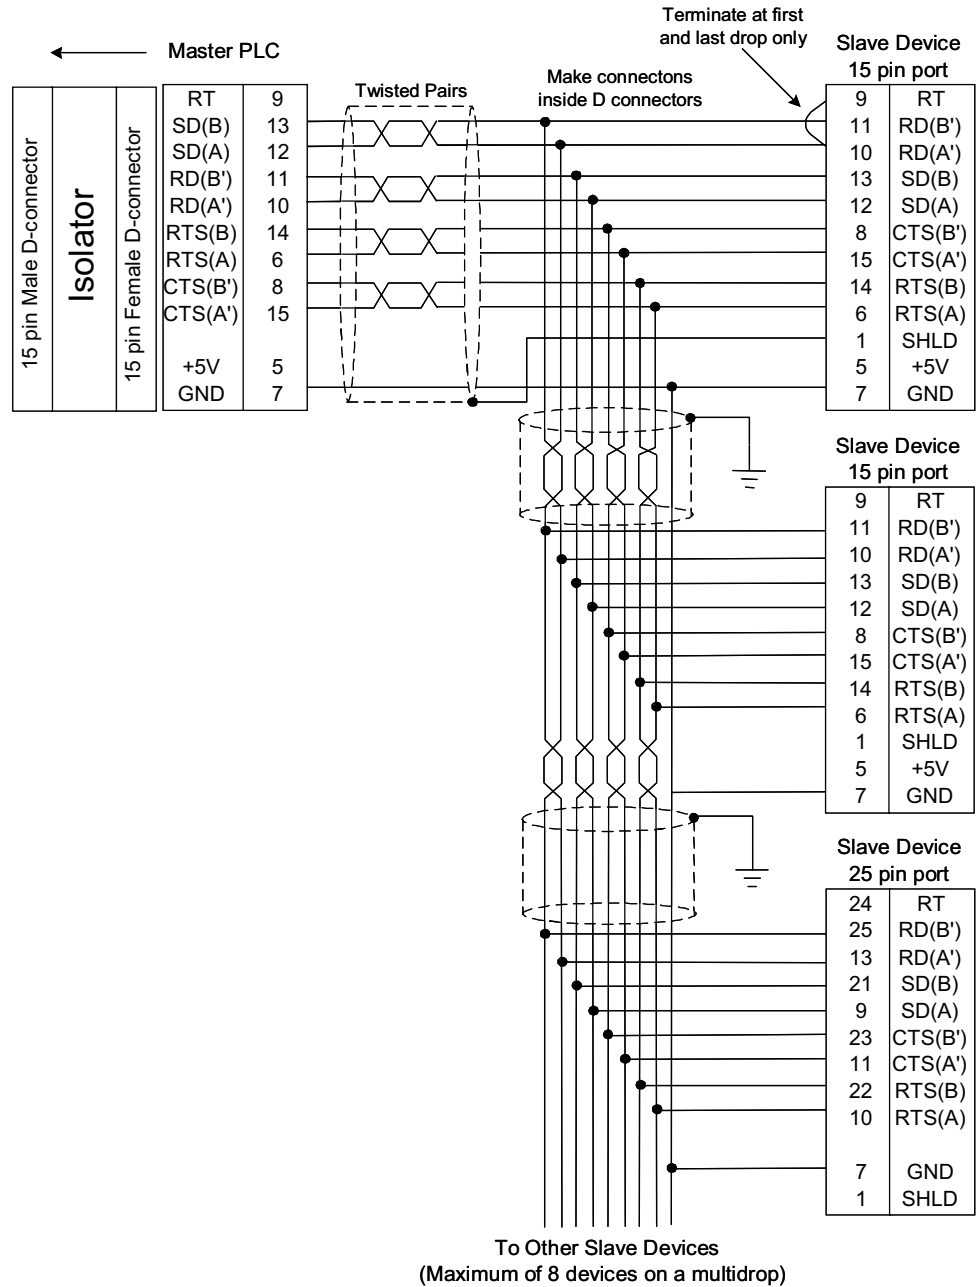 Terminate at first
and last drop only
Master PLC
Slave Device
15 pin port
Twisted Pairs
Make connectons
inside D connectors
15 pin Male D-connector
Isolator
15 pin Female D-connector
RT 9
SD(B) 13
SD(A) 12
RD(B') 11
RD(A') 10
RTS(B) 14
RTS(A) 6
CTS(B') 8
CTS(A') 15
+5V 5
GND 7
9 RT
11 RD(B')
10 RD(A')
13 SD(B)
12 SD(A)
8 CTS(B')
15 CTS(A')
14 RTS(B)
6 RTS(A)
1 SHLD
5 +5V
7 GND
Slave Device
15 pin port
9 RT
11 RD(B')
10 RD(A')
13 SD(B)
12 SD(A)
8 CTS(B')
15 CTS(A')
14 RTS(B)
6 RTS(A)
1 SHLD
5 +5V
7 GND
Slave Device
25 pin port
24 RT
25 RD(B')
13 RD(A')
21 SD(B)
9 SD(A)
23 CTS(B')
11 CTS(A')
22 RTS(B)
10 RTS(A)
7 GND
1 SHLD
To Other Slave Devices
(Maximum of 8 devices on a multidrop)